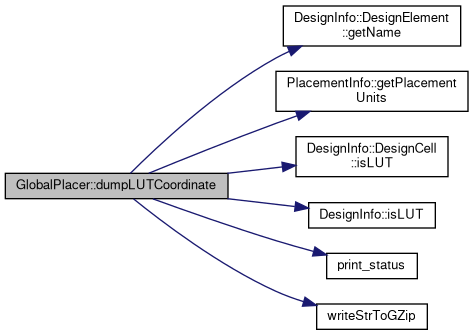 DesignInfo::DesignElement
::getName
PlacementInfo::getPlacement
Units
DesignInfo::DesignCell
::isLUT
GlobalPlacer::dumpLUTCoordinate
DesignInfo::isLUT
print_status
writeStrToGZip